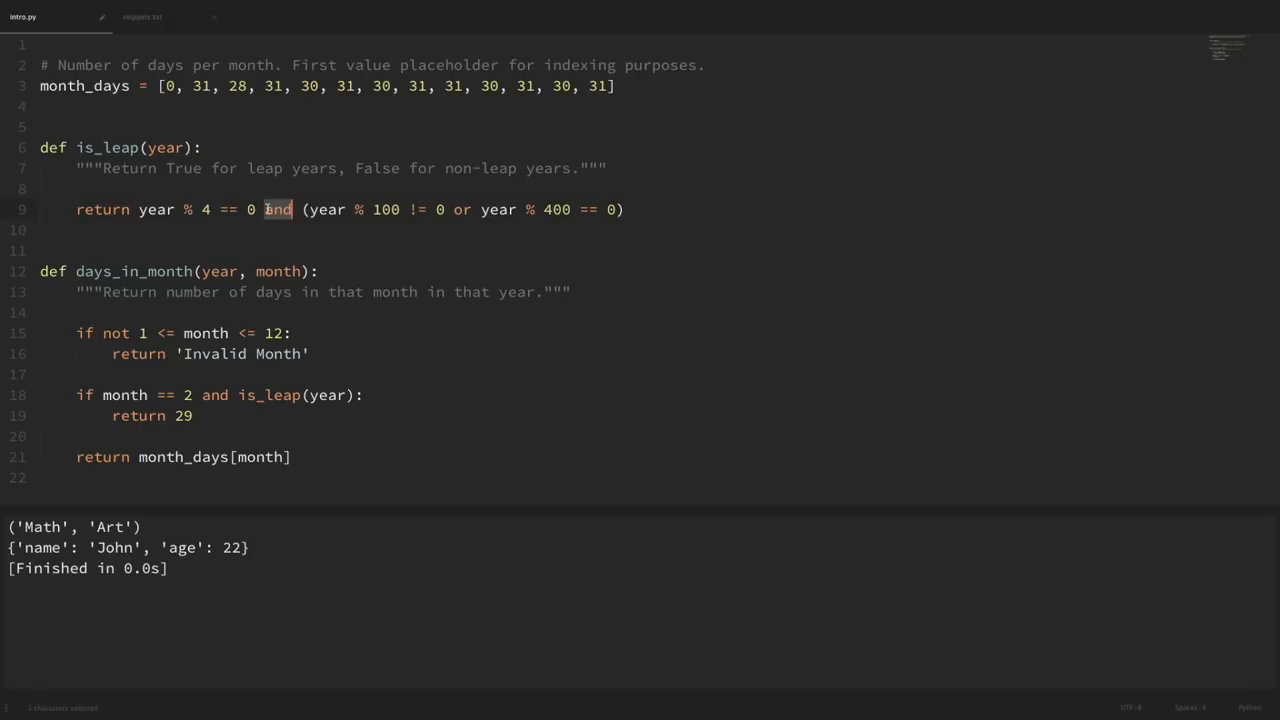 intro.py
snippets.txt
1
2 # Number of days per month. First value placeholder for indexing purposes.
3 month_days = [0, 31, 28, 31, 30, 31, 30, 31, 31, 30, 31, 30, 31]
4
5
6 def is_leap(year):
7 """Return True for leap years, False for non-leap years."""
8
9 return year % 4 == 0 and (year % 100 != 0 or year % 400 == 0)
10
11
12 def days_in_month(year, month):
13 """Return number of days in that month in that year."""
14
15 if not 1 <= month <= 12:
16 return 'Invalid Month'
17
18 if month == 2 and is_leap(year):
19 return 29
20
21 return month_days[month]
22
('Math', 'Art')
{'name': 'John', 'age': 22}
[Finished in 0.0s]
3 characters selected
UTF-8
Spaces: 4
Python